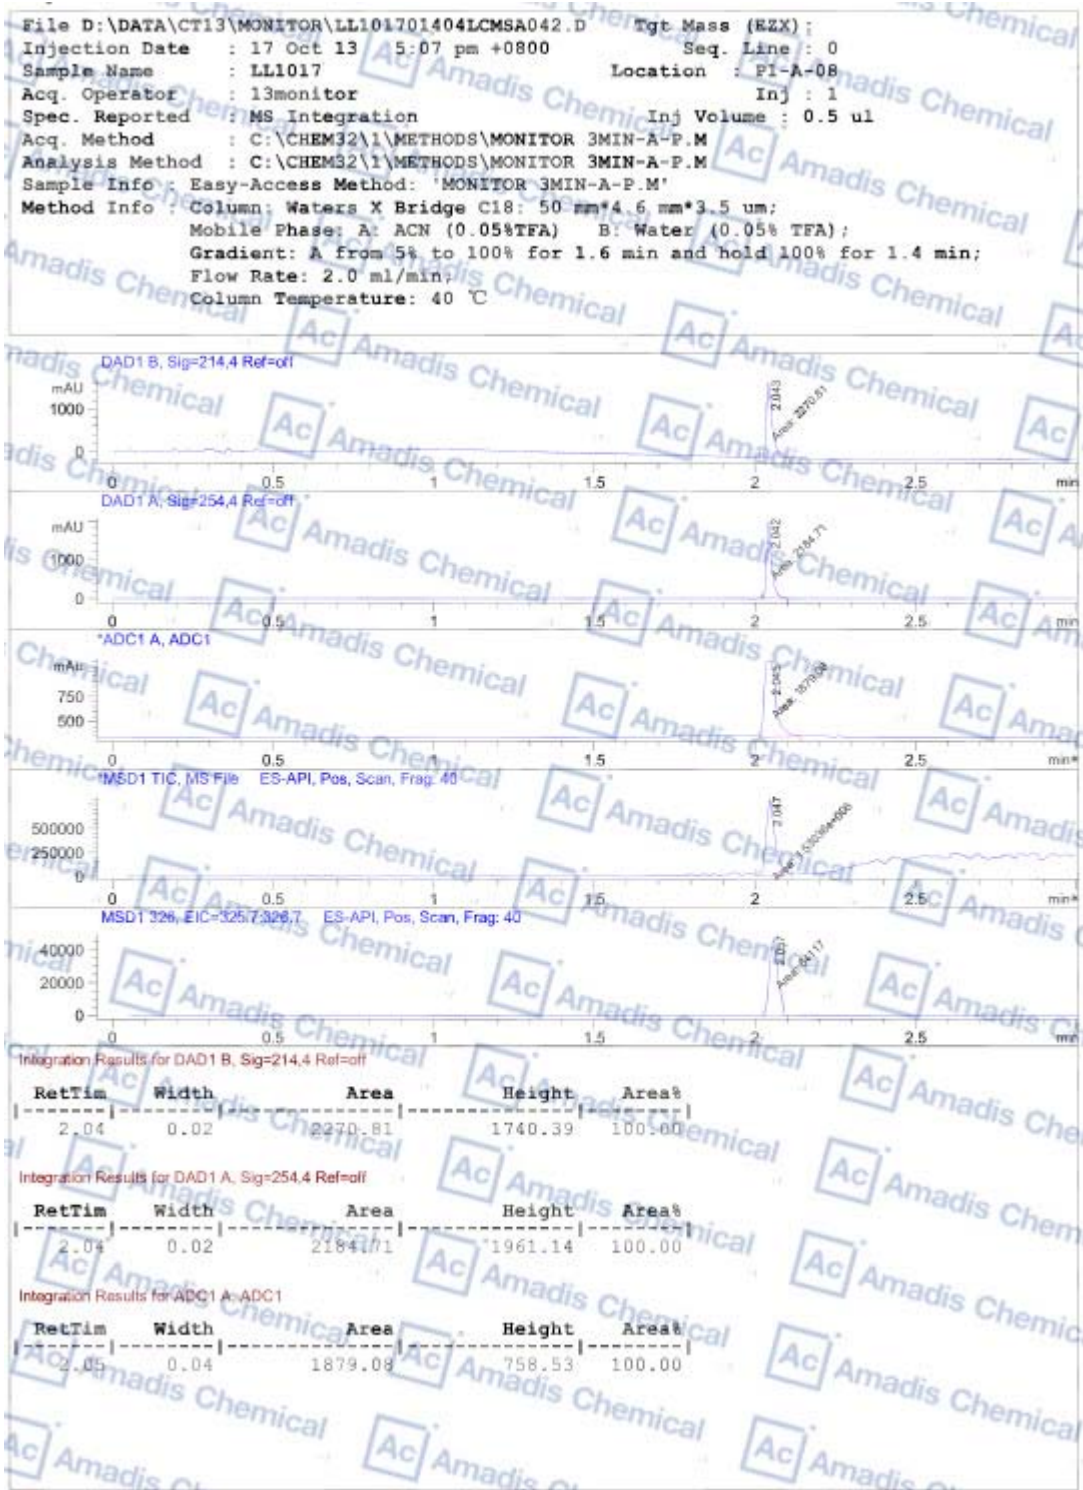 File D:\DATA\CT13\MONITOR\LL101701404LCMSA042.D Tgt Mass (EZX):
Injection Date : 17 Oct 13 5:07 pm +0800 Seq. Line : 0
Sample Name : LL1017 Location : P1-A-08
Acq. Operator : 13monitor Inj : 1
Spec. Reported : MS Integration Inj Volume : 0.5 ul
Acq. Method : C:\CHEM32\1\METHODS\MONITOR 3MIN-A-P.M
Analysis Method : C:\CHEM32\1\METHODS\MONITOR 3MIN-A-P.M
Sample Info : Easy-Access Method: 'MONITOR 3MIN-A-P.M'
Method Info : Column: Waters X Bridge C18: 50 mm*4.6 mm*3.5 um;
Mobile Phase: A: ACN (0.05%TFA) B: Water (0.05% TFA);
Gradient: A from 5% to 100% for 1.6 min and hold 100% for 1.4 min;
Flow Rate: 2.0 ml/min;
Column Temperature: 40 ℃
DAD1 B, Sig=214,4 Ref=off
mAU
1000
0
2.043
Area: 2270.81
0 0.5 1 1.5 2 2.5 min
DAD1 A, Sig=254,4 Ref=off
mAU
1000
0
2.042
Area: 2184.71
0 0.5 1 1.5 2 2.5 min
*ADC1 A, ADC1
mAU
750
500
2.045
Area: 1879.08
0 0.5 1 1.5 2 2.5 min*
*MSD1 TIC, MS File ES-API, Pos, Scan, Frag: 40
500000
250000
0
2.047
0 0.5 1 1.5 2 2.5 min*
MSD1 326, EIC=325.7:326.7 ES-API, Pos, Scan, Frag: 40
40000
20000
0
0 0.5 1 1.5 2 2.5 min
Integration Results for DAD1 B, Sig=214,4 Ref=off
RetTim Width Area Height Area%
2.04 0.02 2270.81 1740.39 100.00
Integration Results for DAD1 A, Sig=254,4 Ref=off
RetTim Width Area Height Area%
2.04 0.02 2184.71 1961.14 100.00
Integration Results for ADC1 A, ADC1
RetTim Width Area Height Area%
2.05 0.04 1879.08 758.53 100.00
Ac Amadis Chemical